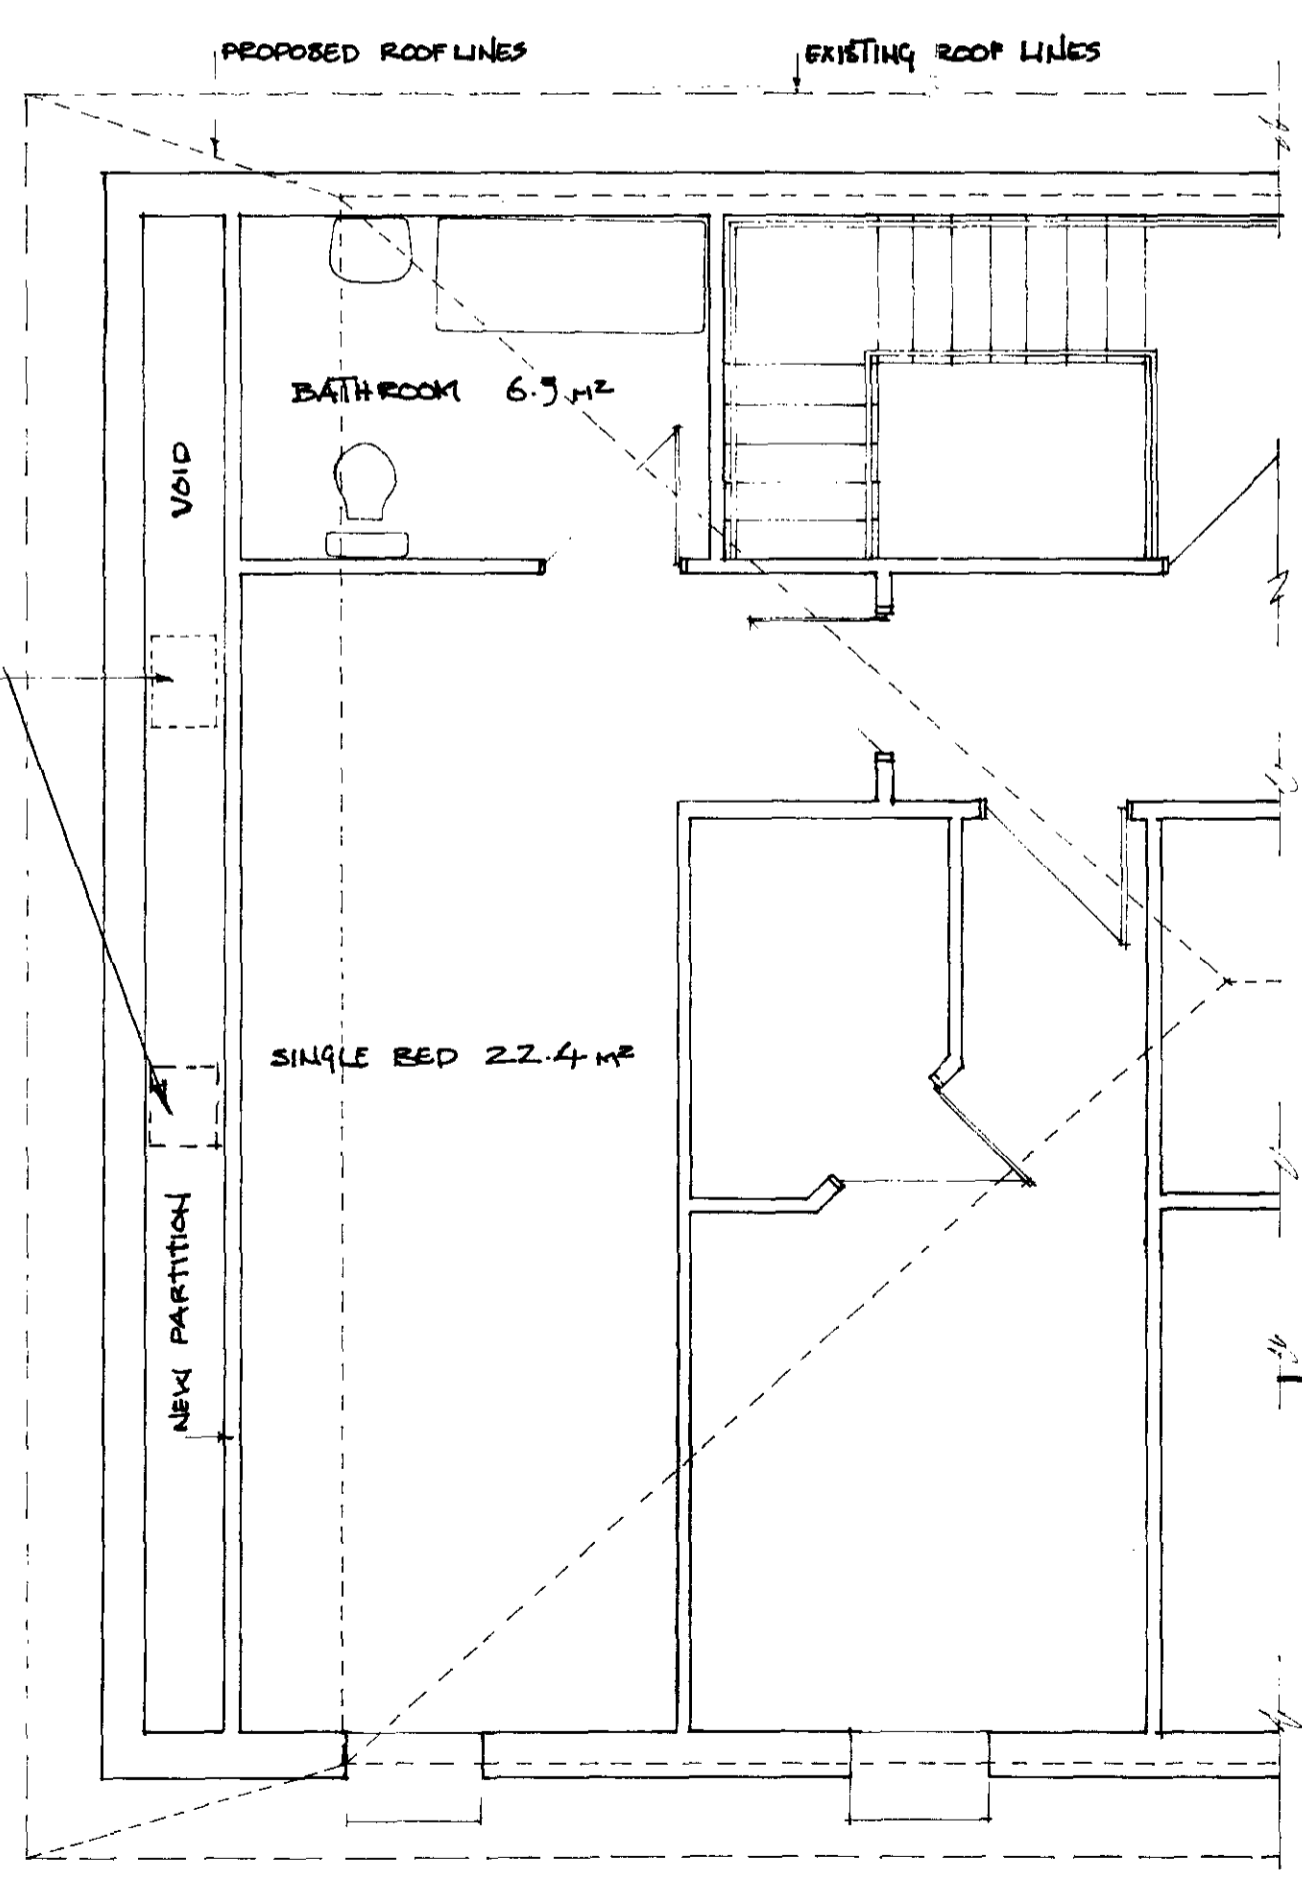 PROPOSED ROOF LINES
EXISTING ROOF LINES
BATHROOM 6.5 M²
VOID
SINGLE BED 22.4 M²
NEW PARTITION